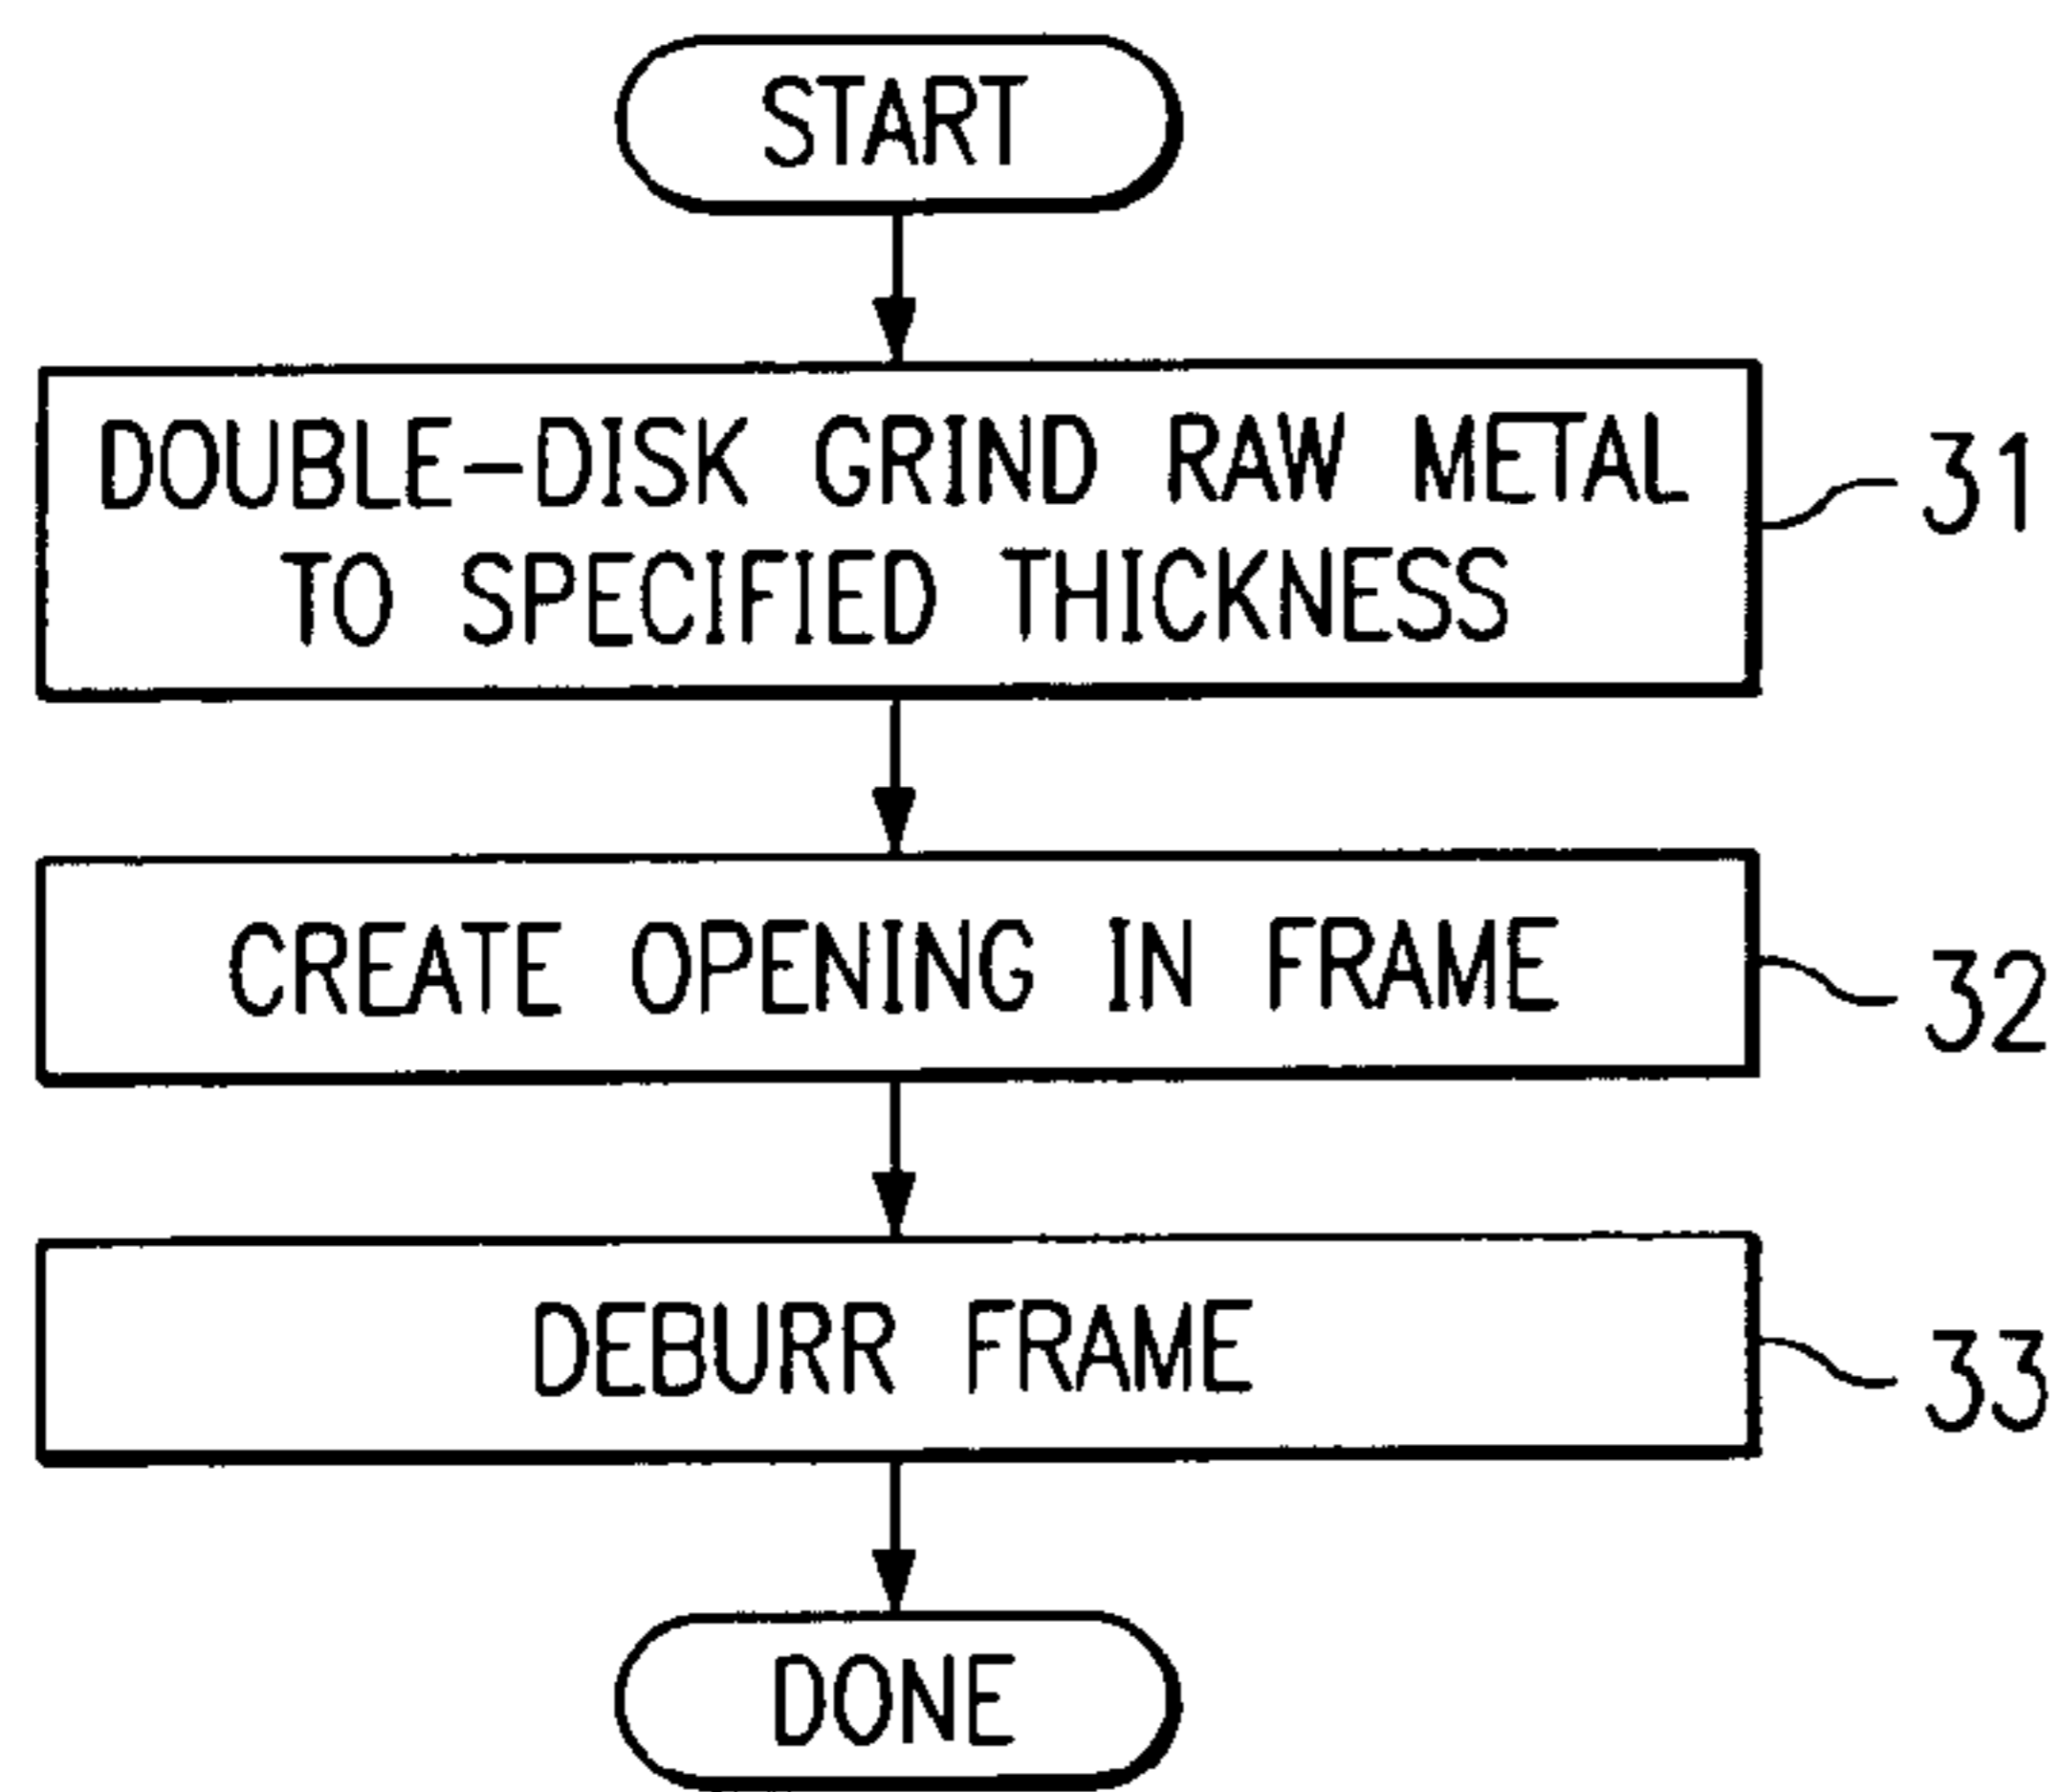 START
DOUBLE-DISK GRIND RAW METAL
TO SPECIFIED THICKNESS
31
CREATE OPENING IN FRAME
32
DEBURR FRAME
33
DONE